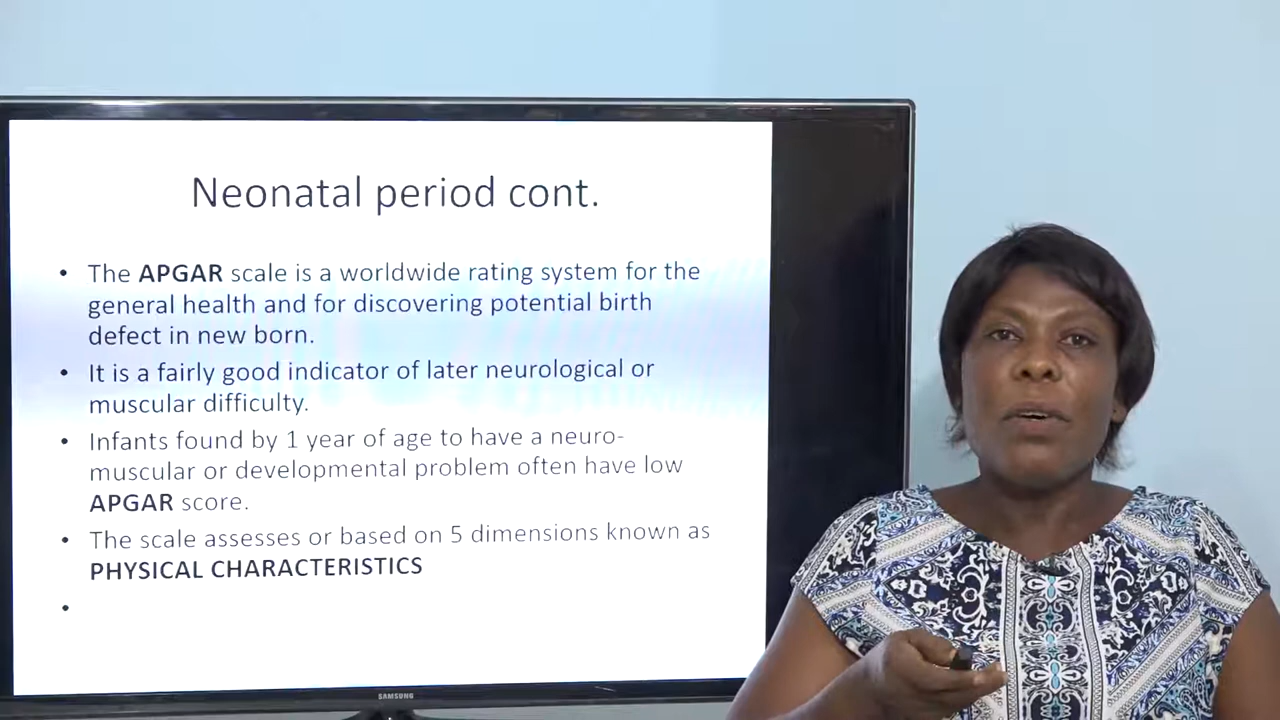 Neonatal period cont.
• The APGAR scale is a worldwide rating system for the
general health and for discovering potential birth
defect in new born.
• It is a fairly good indicator of later neurological or
muscular difficulty.
• Infants found by 1 year of age to have a neuro-
muscular or developmental problem often have low
APGAR score.
• The scale assesses or based on 5 dimensions known as
PHYSICAL CHARACTERISTICS
•
SAMSUNG